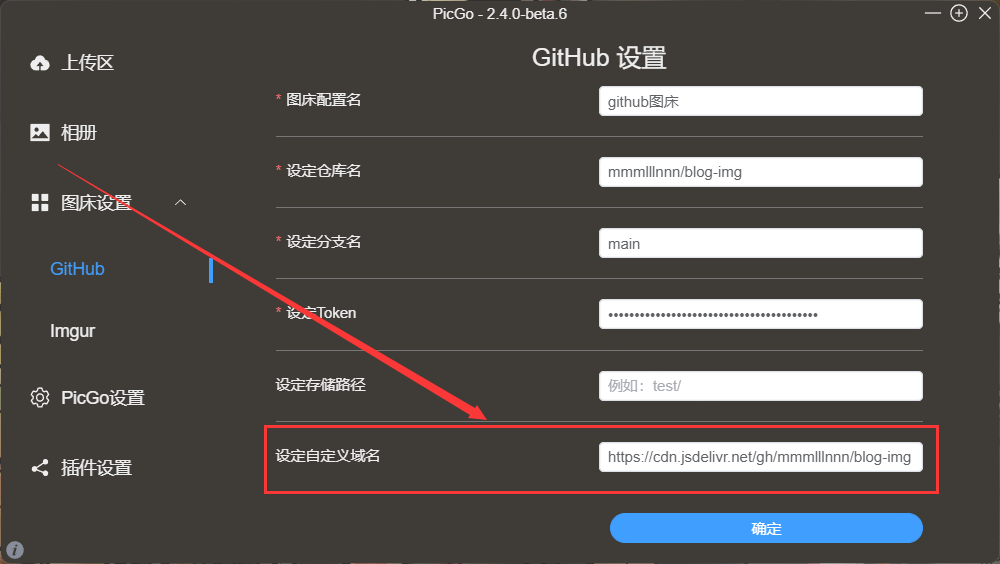 PicGo - 2.4.0-beta.6
上传区
相册
图床设置
GitHub
Imgur
PicGo设置
插件设置
GitHub 设置
* 图床配置名
github图床
* 设定仓库名
mmmlllnnn/blog-img
* 设定分支名
main
* 设定Token
••••••••••••••••••••••••••••••••••••••••
设定存储路径
例如：test/
设定自定义域名
https://cdn.jsdelivr.net/gh/mmmlllnnn/blog-img
确定